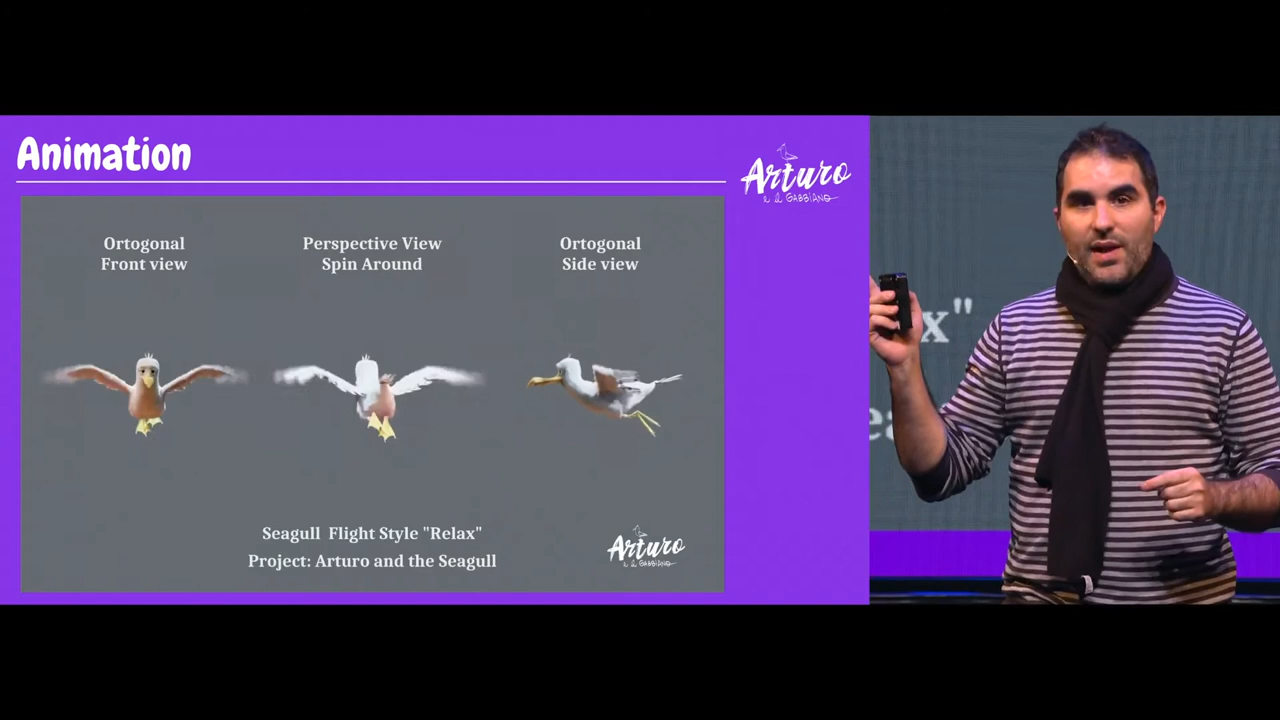 Animation
Arturo
e il GABBIANO
Ortogonal
Front view
Perspective View
Spin Around
Ortogonal
Side view
Seagull Flight Style "Relax"
Project: Arturo and the Seagull
Arturo
e il GABBIANO
x"
ea